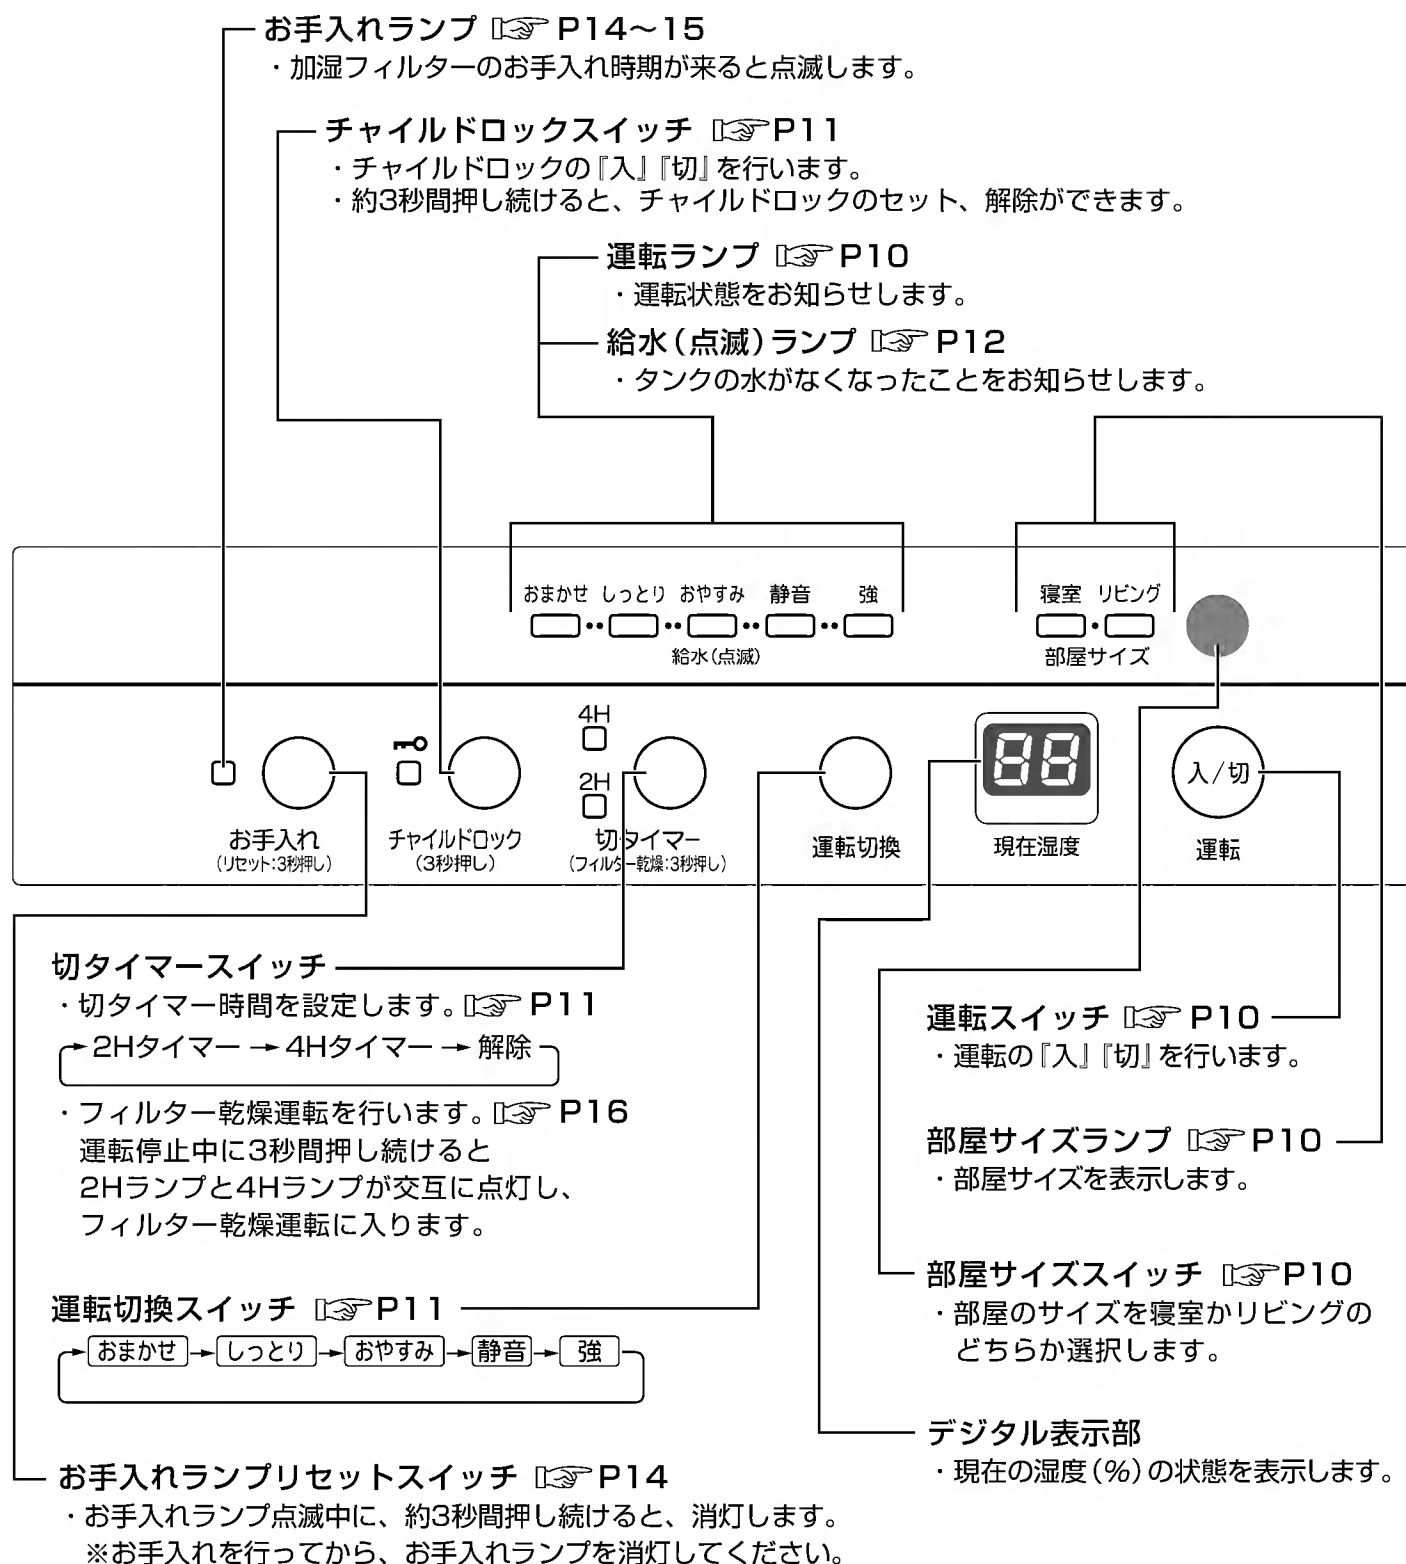 お手入れランプ ☞ P14～15
・加湿フィルターのお手入れ時期が来ると点滅します。
チャイルドロックスイッチ ☞ P11
・チャイルドロックの『入』『切』を行います。
・約3秒間押し続けると、チャイルドロックのセット、解除ができます。
運転ランプ ☞ P10
・運転状態をお知らせします。
給水(点滅)ランプ ☞ P12
・タンクの水がなくなったことをお知らせします。
おまかせ しっとり おやすみ 静音 強
給水(点滅)
寝室 リビング
部屋サイズ
お手入れ
(リセット:3秒押し)
チャイルドロック
(3秒押し)
4H
2H
切タイマー
(フィルター乾燥:3秒押し)
運転切換
88
現在湿度
入/切
運転
切タイマースイッチ
・切タイマー時間を設定します。☞ P11
2Hタイマー → 4Hタイマー → 解除
・フィルター乾燥運転を行います。☞ P16
運転停止中に3秒間押し続けると
2Hランプと4Hランプが交互に点灯し、
フィルター乾燥運転に入ります。
運転切換スイッチ ☞ P11
おまかせ → しっとり → おやすみ → 静音 → 強
お手入れランプリセットスイッチ ☞ P14
・お手入れランプ点滅中に、約3秒間押し続けると、消灯します。
※お手入れを行ってから、お手入れランプを消灯してください。
運転スイッチ ☞ P10
・運転の『入』『切』を行います。
部屋サイズランプ ☞ P10
・部屋サイズを表示します。
部屋サイズスイッチ ☞ P10
・部屋のサイズを寝室かリビングの
どちらか選択します。
デジタル表示部
・現在の湿度(%)の状態を表示します。